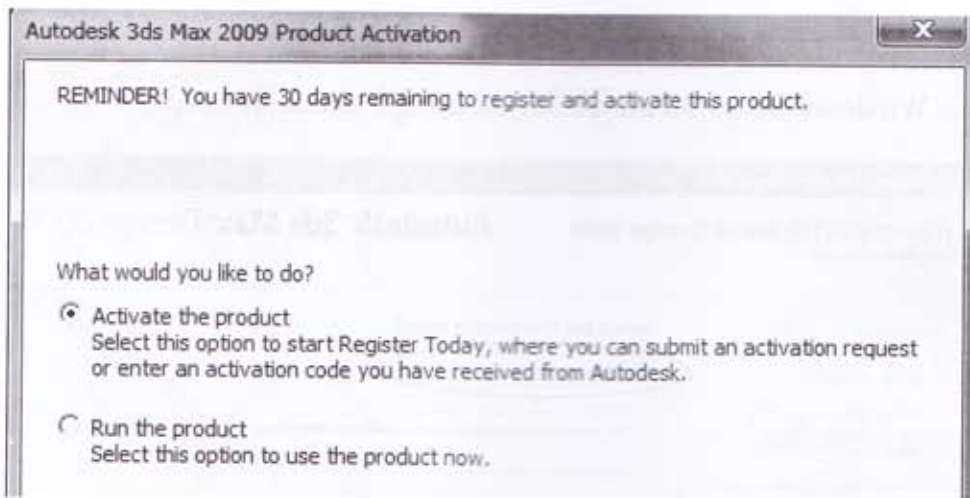 Autodesk 3ds Max 2009 Product Activation
REMINDER! You have 30 days remaining to register and activate this product.
What would you like to do?
Activate the product
Select this option to start Register Today, where you can submit an activation request
or enter an activation code you have received from Autodesk.
Run the product
Select this option to use the product now.